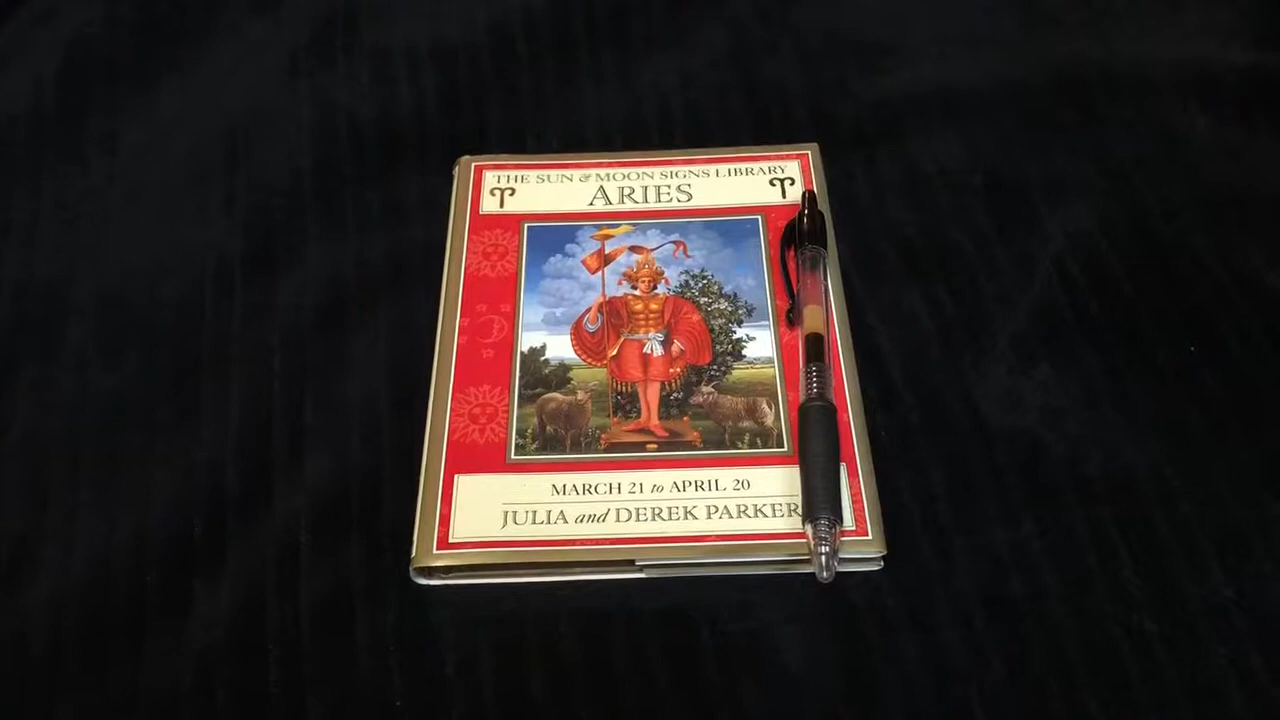 THE SUN & MOON SIGNS LIBRARY
ARIES
MARCH 21 to APRIL 20
JULIA and DEREK PARKER